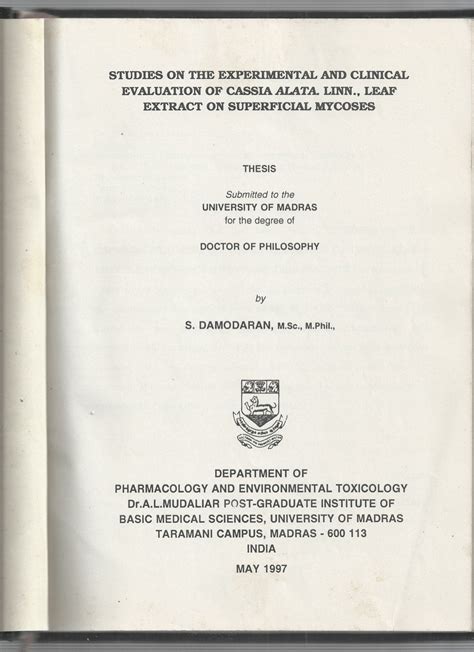 STUDIES ON THE EXPERIMENTAL AND CLINICAL
EVALUATION OF CASSIA ALATA. LINN., LEAF
EXTRACT ON SUPERFICIAL MYCOSES
THESIS
Submitted to the
UNIVERSITY OF MADRAS
for the degree of
DOCTOR OF PHILOSOPHY
by
S. DAMODARAN, M.Sc., M.Phil.,
DEPARTMENT OF
PHARMACOLOGY AND ENVIRONMENTAL TOXICOLOGY
Dr.A.L.MUDALIAR POST-GRADUATE INSTITUTE OF
BASIC MEDICAL SCIENCES, UNIVERSITY OF MADRAS
TARAMANI CAMPUS, MADRAS - 600 113
INDIA
MAY 1997